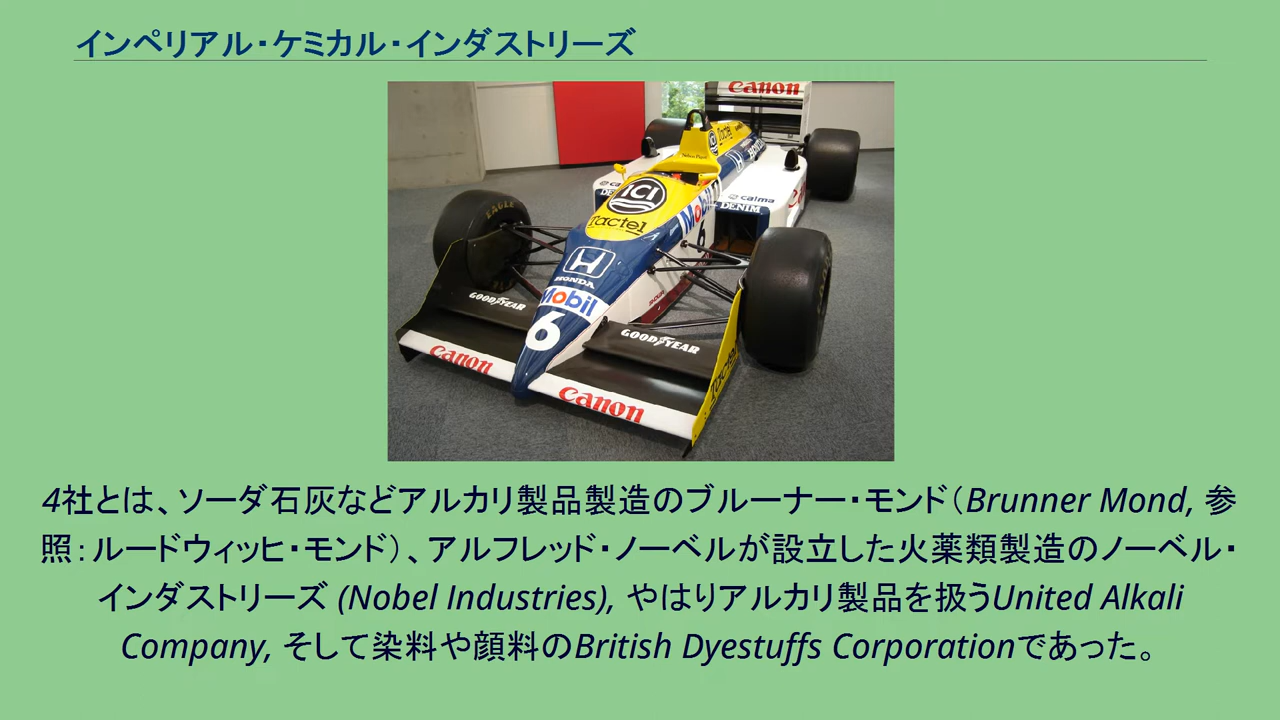 インペリアル・ケミカル・インダストリーズ
Canon
Tactel
HONDA
calma
DENIM
ICI
Tactel
Mobil
6
EAGLE
HONDA
GOODYEAR
Mobil
6
GOODYEAR
Canon
Canon
Tactel
4社とは、ソーダ石灰などアルカリ製品製造のブルーナー・モンド（Brunner Mond, 参
照：ルードウィッヒ・モンド）、アルフレッド・ノーベルが設立した火薬類製造のノーベル・
インダストリーズ (Nobel Industries), やはりアルカリ製品を扱うUnited Alkali
Company, そして染料や顔料のBritish Dyestuffs Corporationであった。